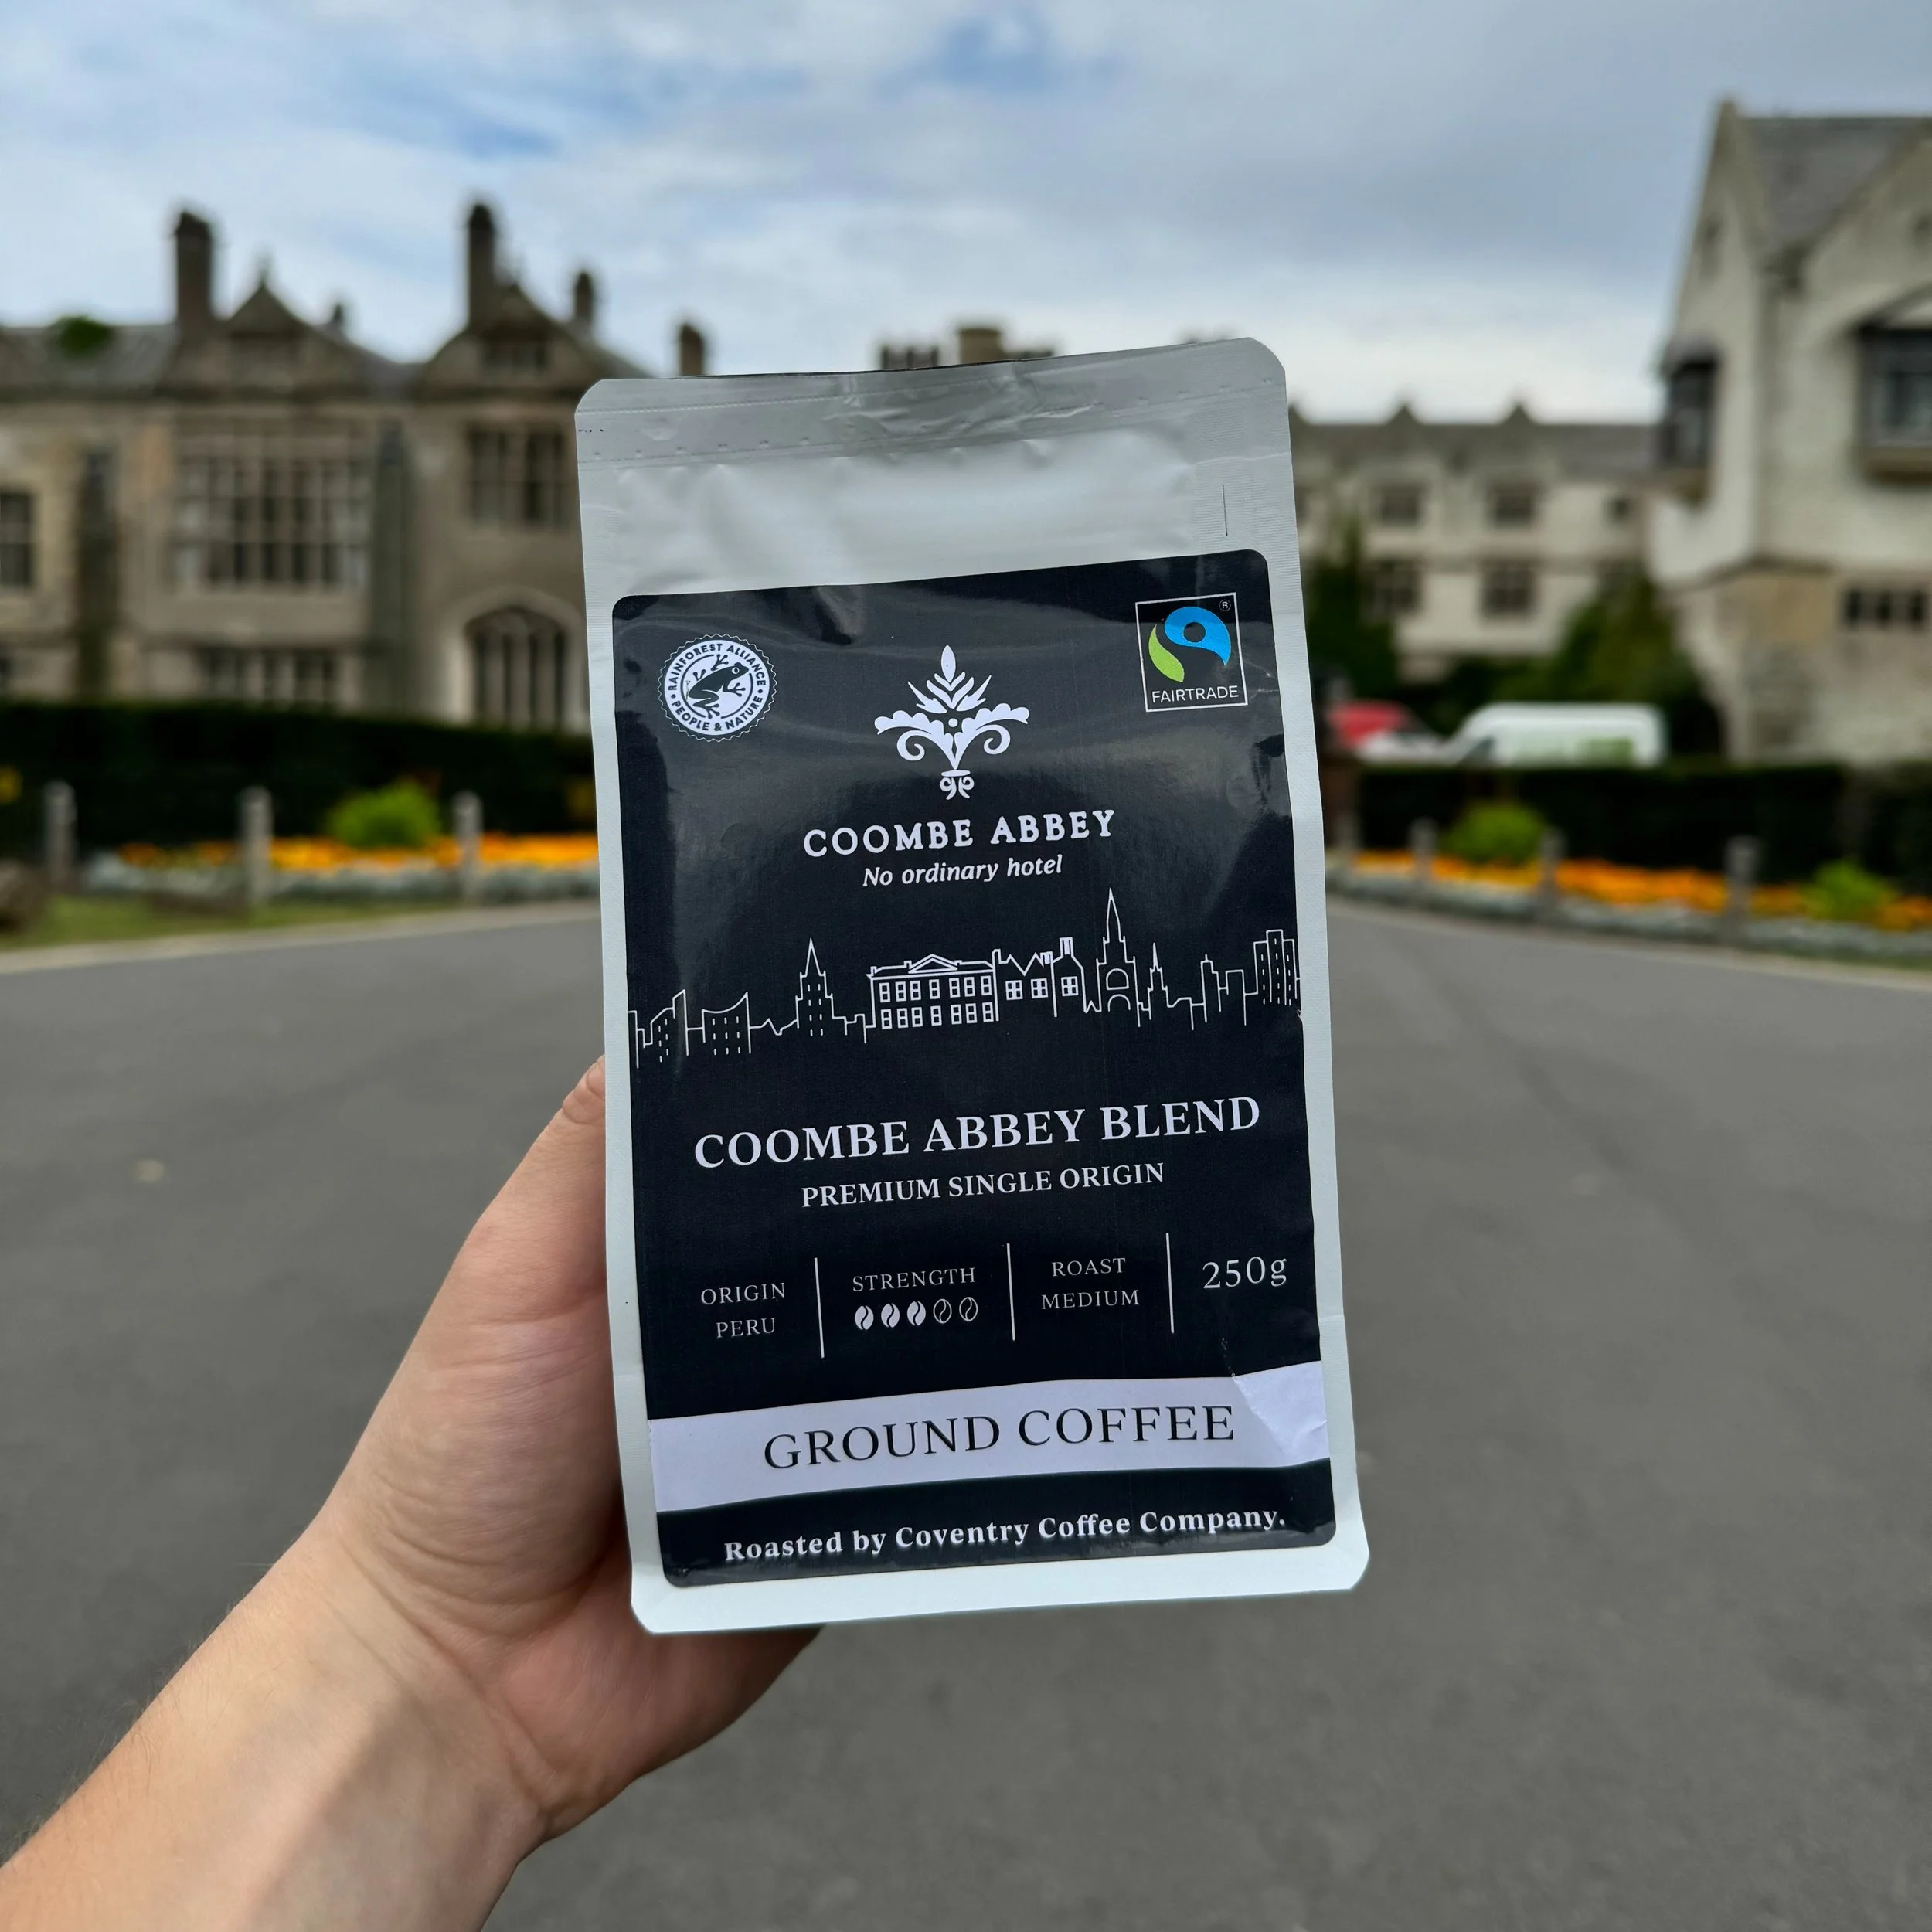 RAINFOREST ALLIANCE
PEOPLE & NATURE
®
FAIRTRADE
COOMBE ABBEY
No ordinary hotel
COOMBE ABBEY BLEND
PREMIUM SINGLE ORIGIN
ORIGIN
PERU
STRENGTH
ROAST
MEDIUM
250g
GROUND COFFEE
Roasted by Coventry Coffee Company.